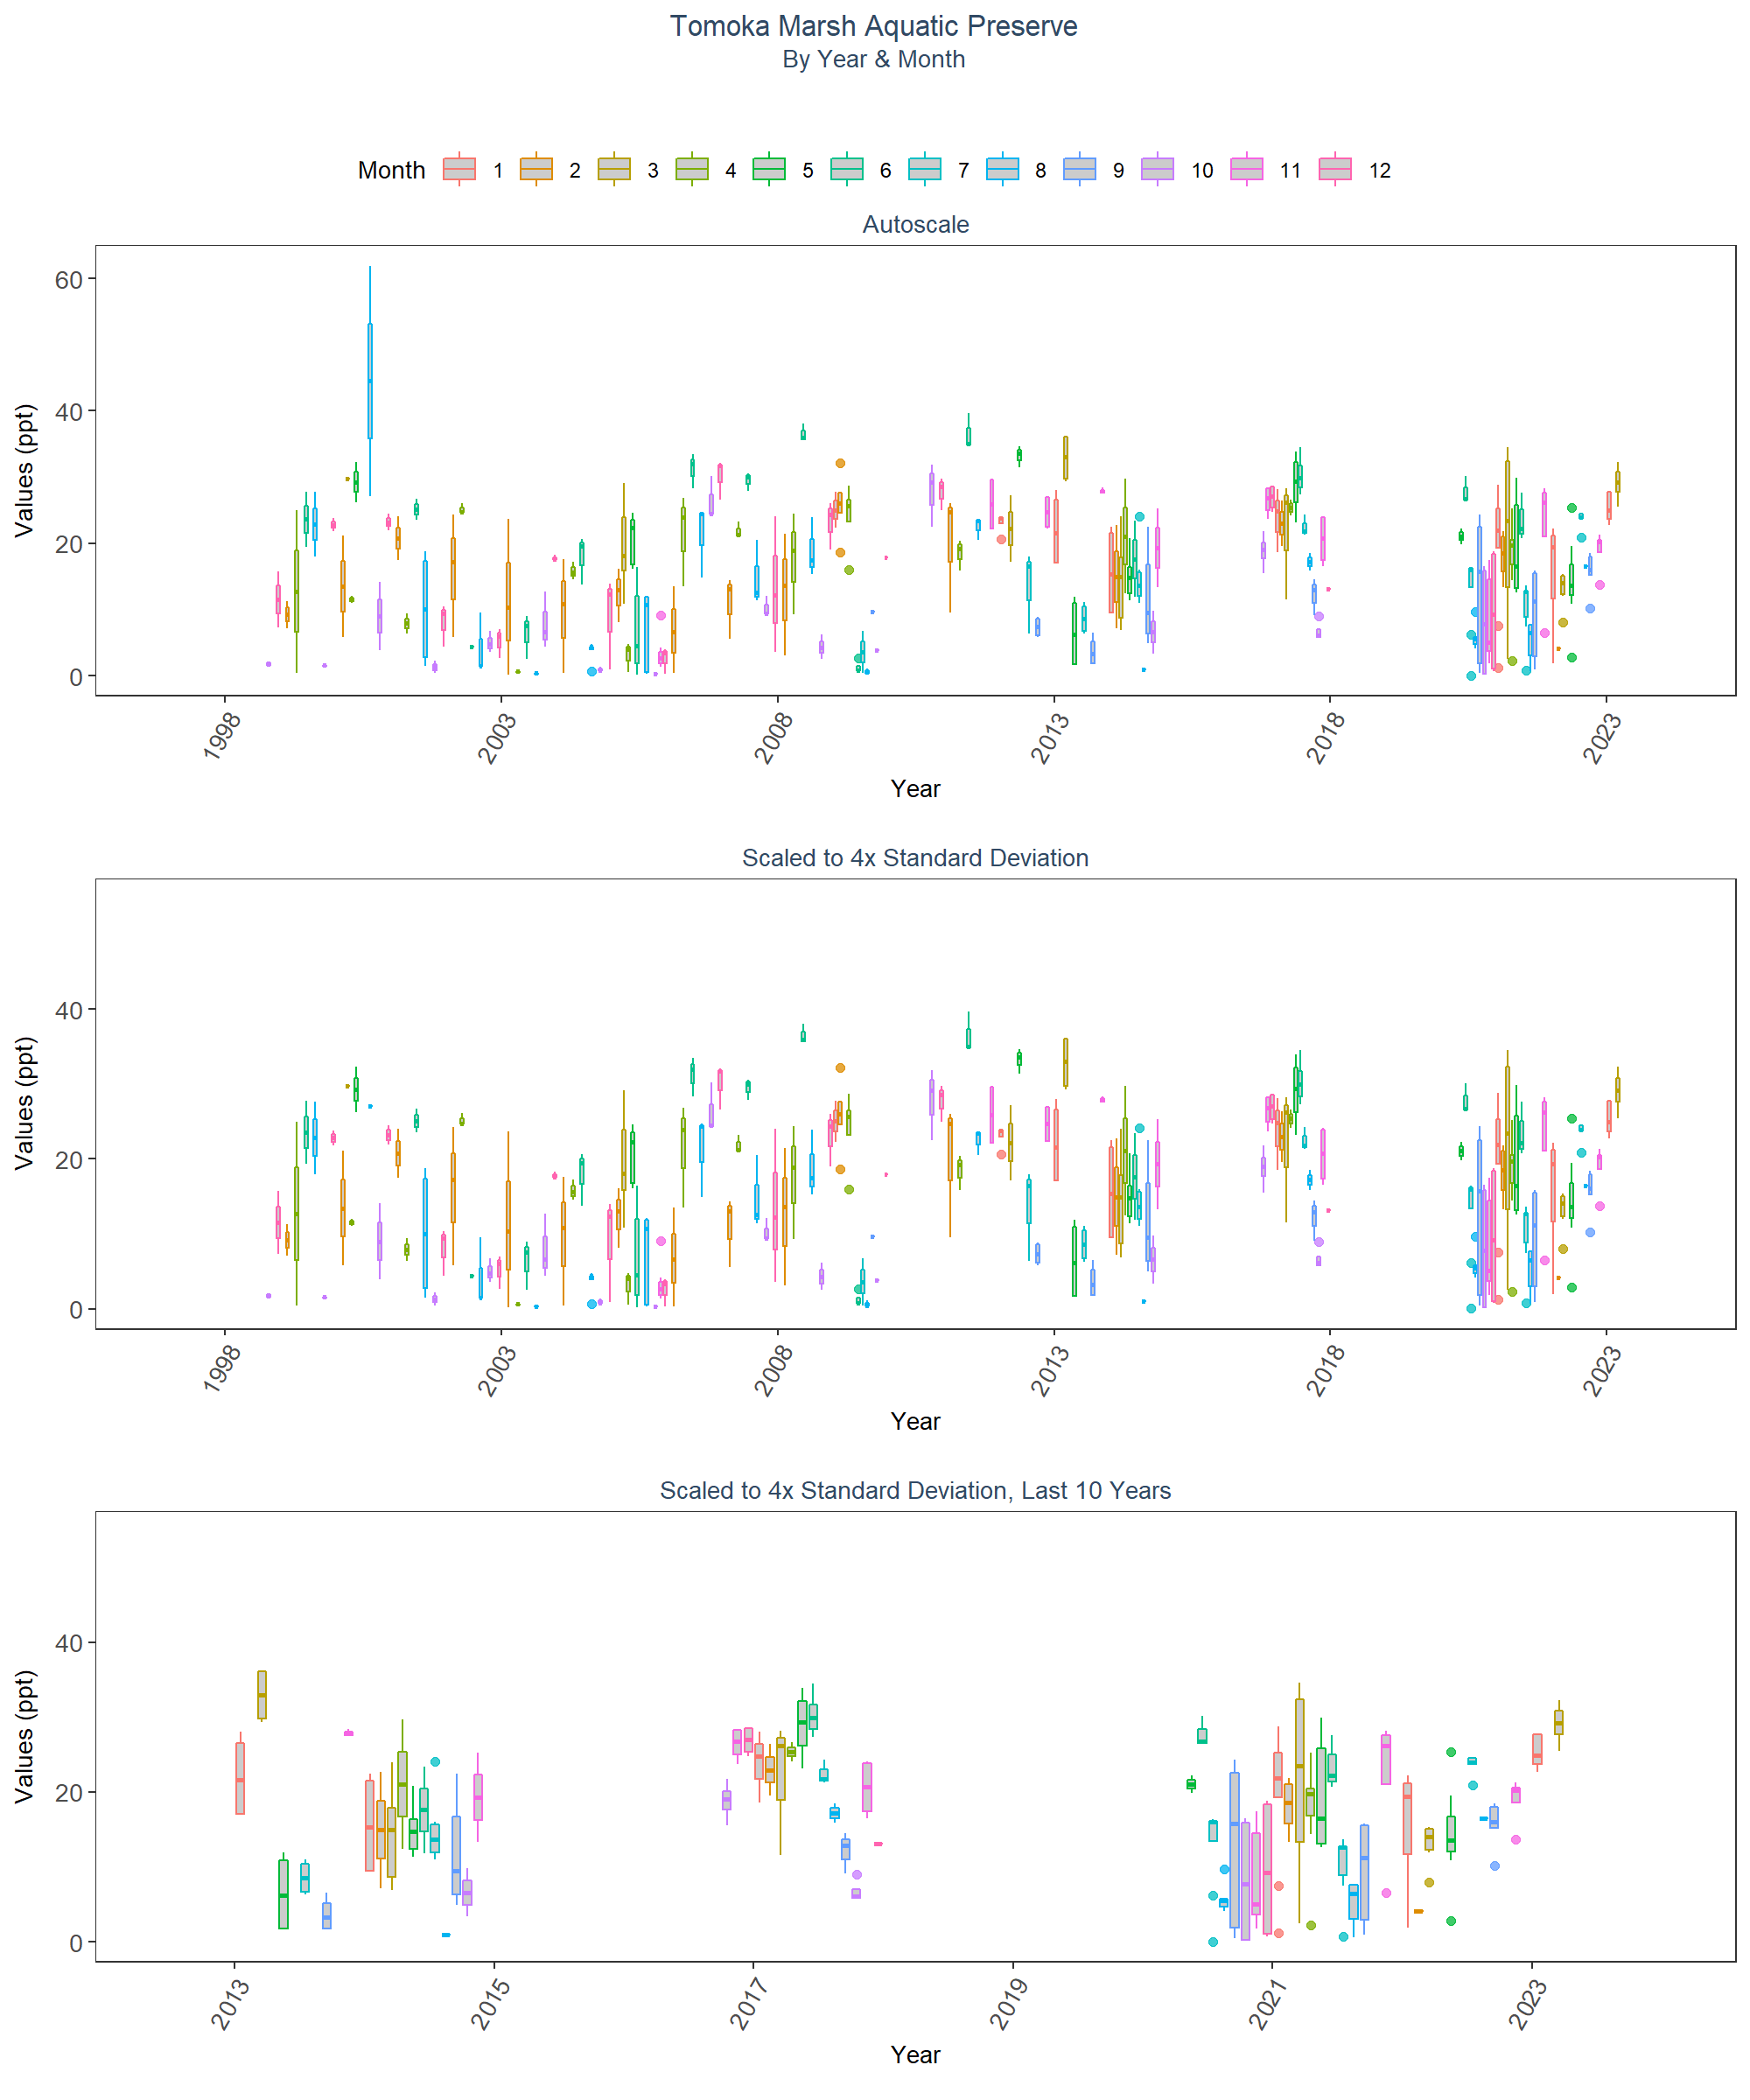 Tomoka Marsh Aquatic Preserve
By Year & Month
Month 1 2 3 4 5 6 7 8 9 10 11 12
Autoscale
Values (ppt)
60
40
20
0
1998 2003 2008 2013 2018 2023
Year
Scaled to 4x Standard Deviation
Values (ppt)
40
20
0
1998 2003 2008 2013 2018 2023
Year
Scaled to 4x Standard Deviation, Last 10 Years
Values (ppt)
40
20
0
2013 2015 2017 2019 2021 2023
Year